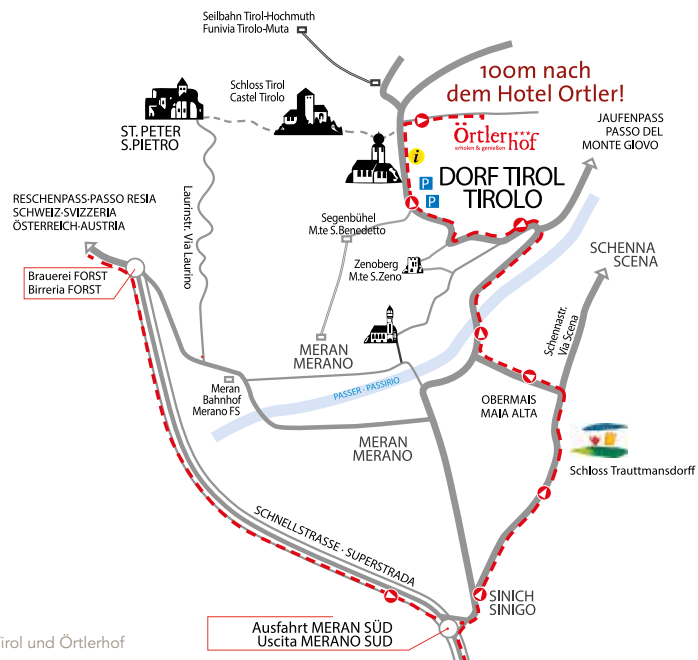 Seilbahn Tirol-Hochmuth
Funivia Tirolo-Muta
100m nach
dem Hotel Ortler!
Schloss Tirol
Castel Tirolo
ST. PETER
S.PIETRO
Örtlerhof***
erholen & genießen
JAUFENPASS
PASSO DEL
MONTE GIOVO
i
P
P
DORF TIROL
TIROLO
RESCHENPASS-PASSO RESIA
SCHWEIZ-SVIZZERIA
ÖSTERREICH-AUSTRIA
Laurinstr. Via Laurino
Segenbühel
M.te S.Benedetto
Zenoberg
M.te S.Zeno
SCHENNA
SCENA
Brauerei FORST
Birreria FORST
Schennastr.
Via Scena
MERAN
MERANO
Meran
Bahnhof
Merano FS
PASSER - PASSIRIO
OBERMAIS
MAIA ALTA
MERAN
MERANO
Schloss Trauttmansdorff
SCHNELLSTRASSE · SUPERSTRADA
SINICH
SINIGO
Ausfahrt MERAN SÜD
Uscita MERANO SUD
irol und Örtlerhof